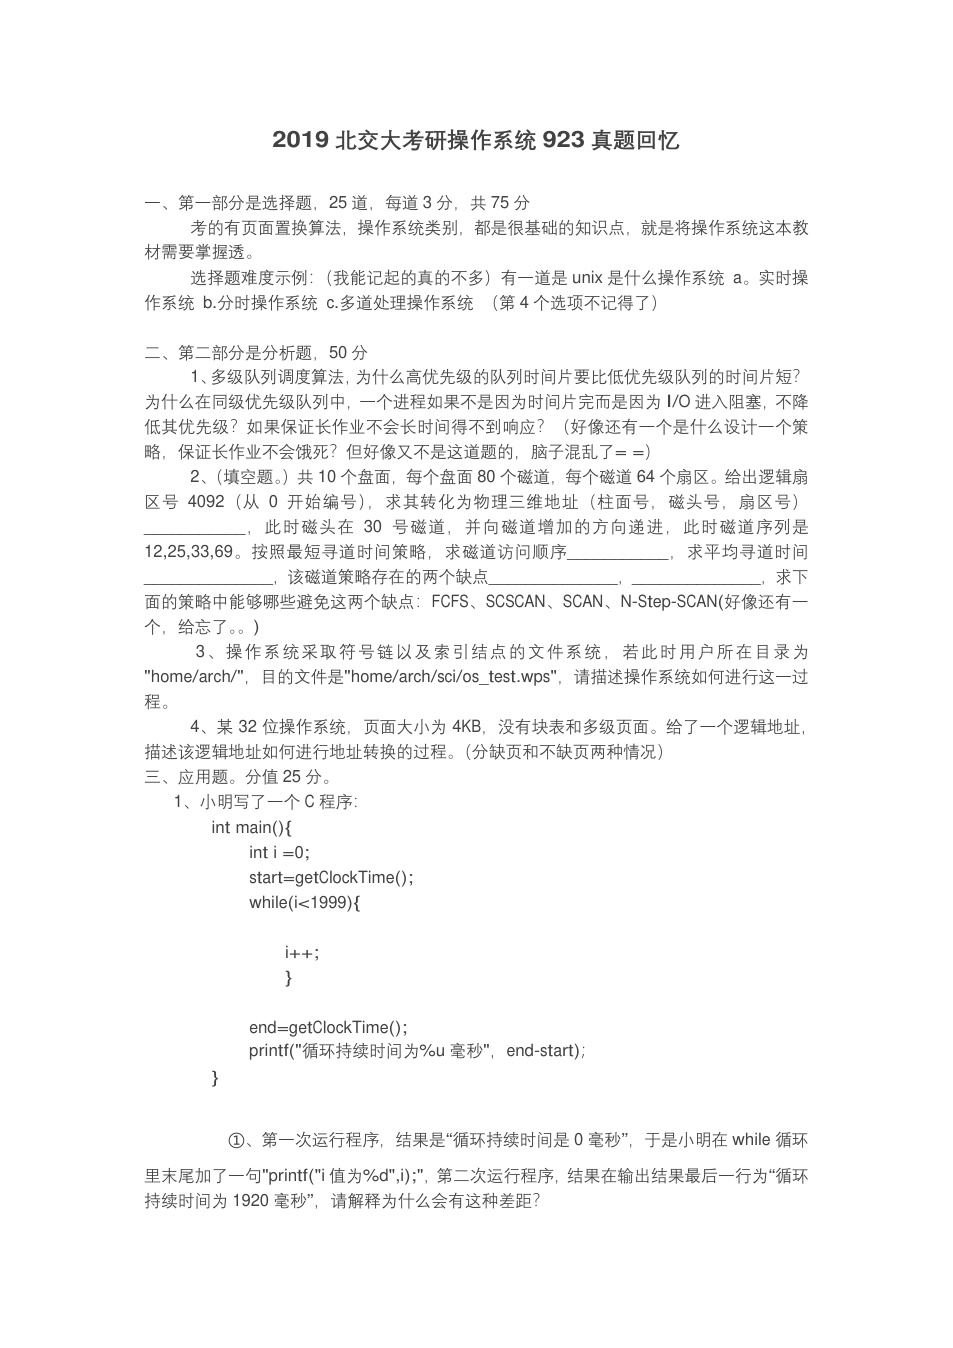 2019 北交大考研操作系统 923 真题回忆
一、第一部分是选择题，25 道，每道 3 分，共 75 分
考的有页面置换算法，操作系统类别，都是很基础的知识点，就是将操作系统这本教
材需要掌握透。
选择题难度示例：（我能记起的真的不多）有一道是 unix 是什么操作系统 a。实时操
作系统 b.分时操作系统 c.多道处理操作系统 （第 4 个选项不记得了）
二、第二部分是分析题，50 分
1、多级队列调度算法，为什么高优先级的队列时间片要比低优先级队列的时间片短？
为什么在同级优先级队列中，一个进程如果不是因为时间片完而是因为 I/O 进入阻塞，不降
低其优先级？如果保证长作业不会长时间得不到响应？（好像还有一个是什么设计一个策
略，保证长作业不会饿死？但好像又不是这道题的，脑子混乱了= =）
2、（填空题。）共 10 个盘面，每个盘面 80 个磁道，每个磁道 64 个扇区。给出逻辑扇
区号 4092（从 0 开始编号），求其转化为物理三维地址（柱面号，磁头号，扇区号）
___________，此时磁头在 30 号磁道，并向磁道增加的方向递进，此时磁道序列是
12,25,33,69。按照最短寻道时间策略，求磁道访问顺序___________，求平均寻道时间
______________，该磁道策略存在的两个缺点______________，______________，求下
面的策略中能够哪些避免这两个缺点：FCFS、SCSCAN、SCAN、N-Step-SCAN(好像还有一
个，给忘了。。)
3、操作系统采取符号链以及索引结点的文件系统，若此时用户所在目录为
"home/arch/"，目的文件是"home/arch/sci/os_test.wps"，请描述操作系统如何进行这一过
程。
4、某 32 位操作系统，页面大小为 4KB，没有块表和多级页面。给了一个逻辑地址，
描述该逻辑地址如何进行地址转换的过程。（分缺页和不缺页两种情况）
三、应用题。分值 25 分。
1、小明写了一个 C 程序：
int main(){
int i =0;
start=getClockTime();
while(i<1999){
i++;
}
end=getClockTime();
printf("循环持续时间为%u 毫秒"，end-start)；
}
①、第一次运行程序，结果是“循环持续时间是 0 毫秒”，于是小明在 while 循环
里末尾加了一句"printf("i 值为%d",i);"，第二次运行程序，结果在输出结果最后一行为“循环
持续时间为 1920 毫秒”，请解释为什么会有这种差距？